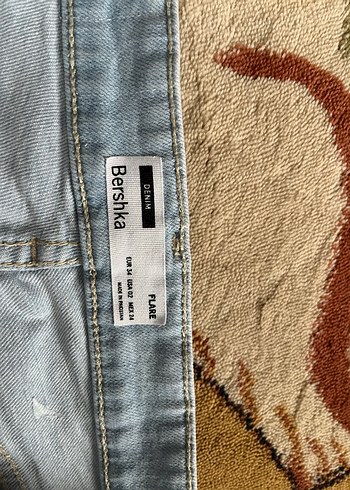 DENIM
Bershka
FLARE
EUR 34 USA 02 MEX 24
MADE IN PAKISTAN